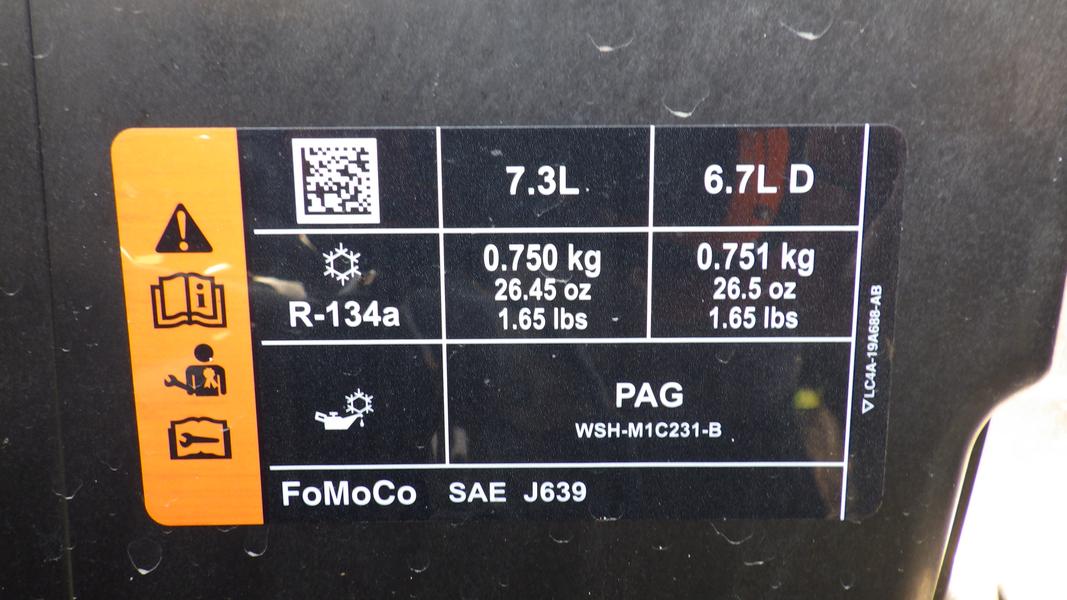 7.3L
6.7L D
R-134a
0.750 kg
26.45 oz
1.65 lbs
0.751 kg
26.5 oz
1.65 lbs
PAG
WSH-M1C231-B
FoMoCo SAE J639
LC4A-19A688-AB